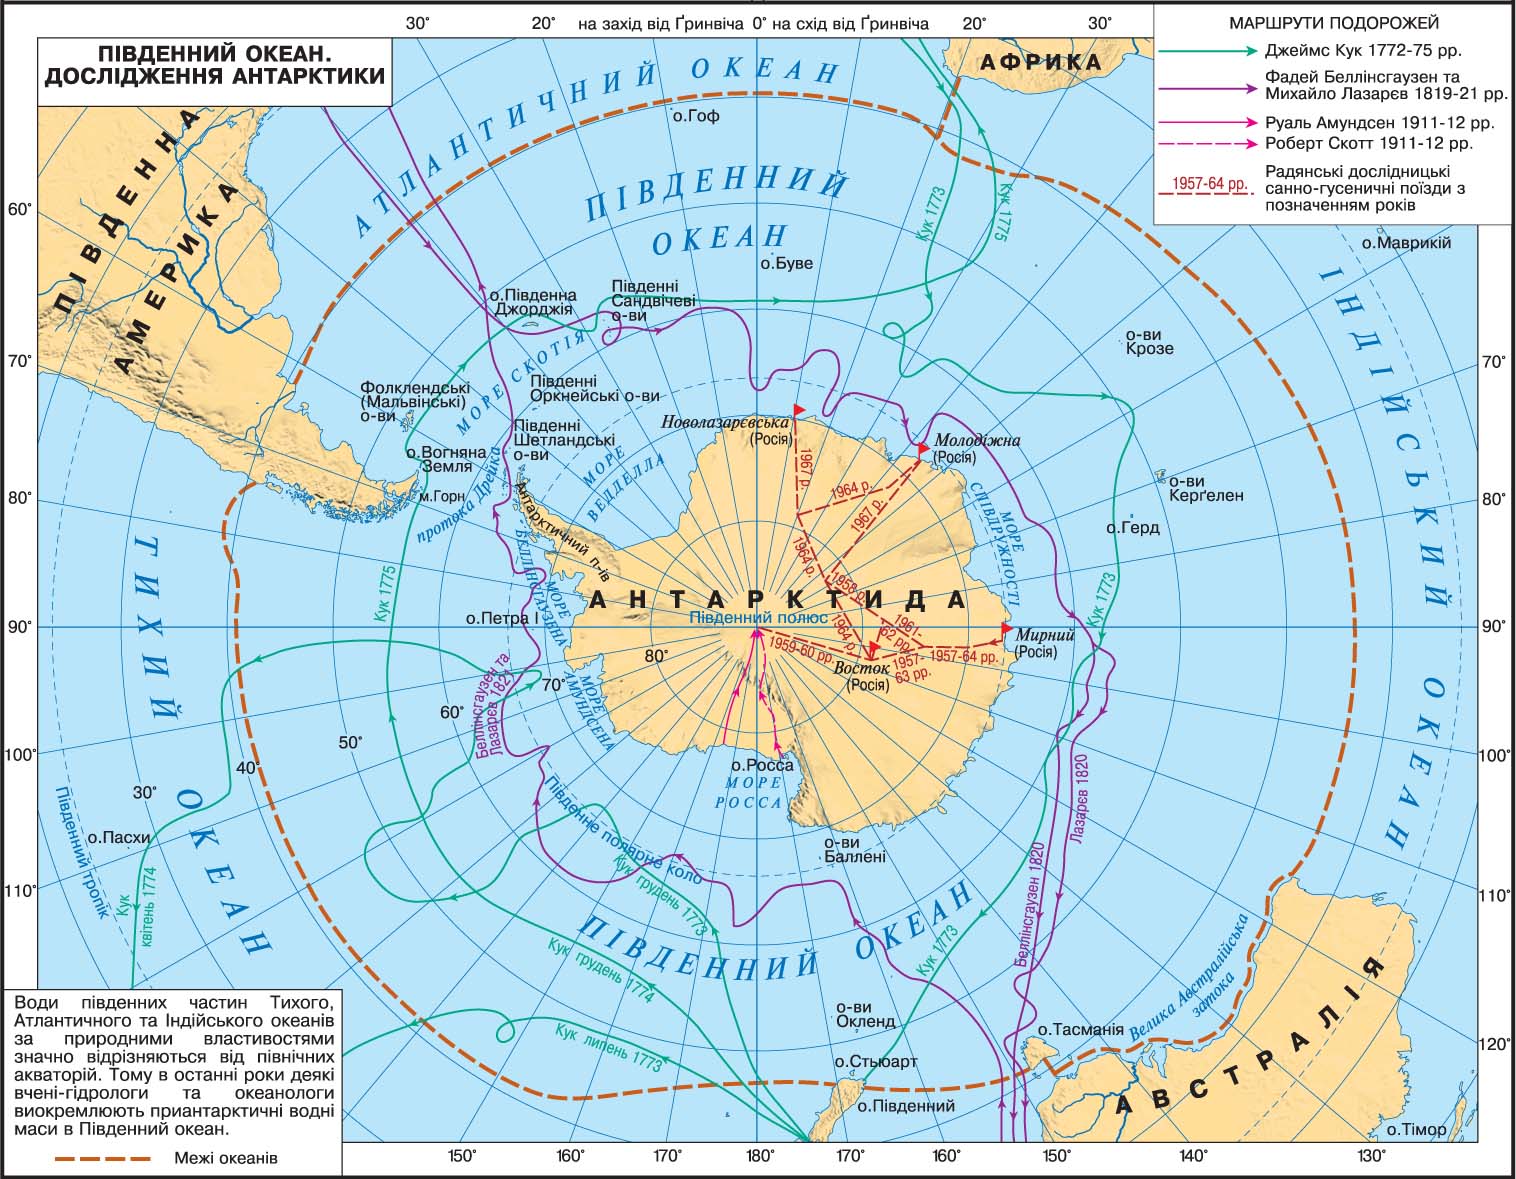 30° 20° на захід від Ґринвіча 0° на схід від Ґринвіча 20° 30°
ПІВДЕННИЙ ОКЕАН.
ДОСЛІДЖЕННЯ АНТАРКТИКИ
МАРШРУТИ ПОДОРОЖЕЙ
Джеймс Кук 1772-75 рр.
Фадей Беллінсгаузен та
Михайло Лазарєв 1819-21 рр.
Руаль Амундсен 1911-12 рр.
Роберт Скотт 1911-12 рр.
1957-64 рр.
Радянські дослідницькі
санно-гусеничні поїзди з
позначенням років
АФРИКА
АТЛАНТИЧНИЙ ОКЕАН
о.Гоф
ПІВДЕННА
АМЕРИКА
ПІВДЕННИЙ
ОКЕАН
Кук 1773
Кук 1775
о.Буве
о.Маврикій
ІНДІЙСЬКИЙ ОКЕАН
60°
70°
80°
90°
100°
110°
70°
80°
90°
100°
110°
120°
о.Південна
Джорджія
Південні
Сандвічеві
о-ви
о-ви
Крозе
МОРЕ СКОТІЯ
Фолклендські
(Мальвінські)
о-ви
Південні
Оркнейські о-ви
Південні
Шетландські
о-ви
о.Вогняна
Земля
м.Горн
протока Дрейка
МОРЕ
ВЕДДЕЛЛА
Новолазарєвська
(Росія)
Молодіжна
(Росія)
о-ви
Керґелен
о.Герд
МОРЕ
СПІВДРУЖНОСТІ
Антарктичний п-ів
МОРЕ
БЕЛЛІНСГАУЗЕНА
1967 р.
1964 р.
1967 р.
1964 р.
1958 р.
1964 р.
1961-
62 рр.
1959-60 рр.
1957-
63 рр.
1957-64 рр.
АНТАРКТИДА
Південний полюс
Мирний
(Росія)
Восток
(Росія)
Кук 1775
Кук 1773
о.Петра І
ТИХИЙ ОКЕАН
80°
70°
60°
50°
40°
30°
МОРЕ
АМУНДСЕНА
Беллінсгаузен та
Лазарєв 1821
о.Росса
МОРЕ
РОССА
Південне полярне коло
о-ви
Баллені
Лазарєв 1820
Беллінсгаузен 1820
Південний тропік
о.Пасхи
Кук
квітень 1774
Кук грудень 1773
Кук грудень 1774
Кук липень 1773
Кук 1773
ПІВДЕННИЙ ОКЕАН
о-ви
Окленд
о.Стьюарт
о.Південний
о.Тасманія
Велика Австралійська
затока
АВСТРАЛІЯ
о.Тімор
Води південних частин Тихого,
Атлантичного та Індійського океанів
за природними властивостями
значно відрізняються від північних
акваторій. Тому в останні роки деякі
вчені-гідрологи та океанологи
виокремлюють приантарктичні водні
маси в Південний океан.
Межі океанів
150° 160° 170° 180° 170° 160° 150° 140° 130°